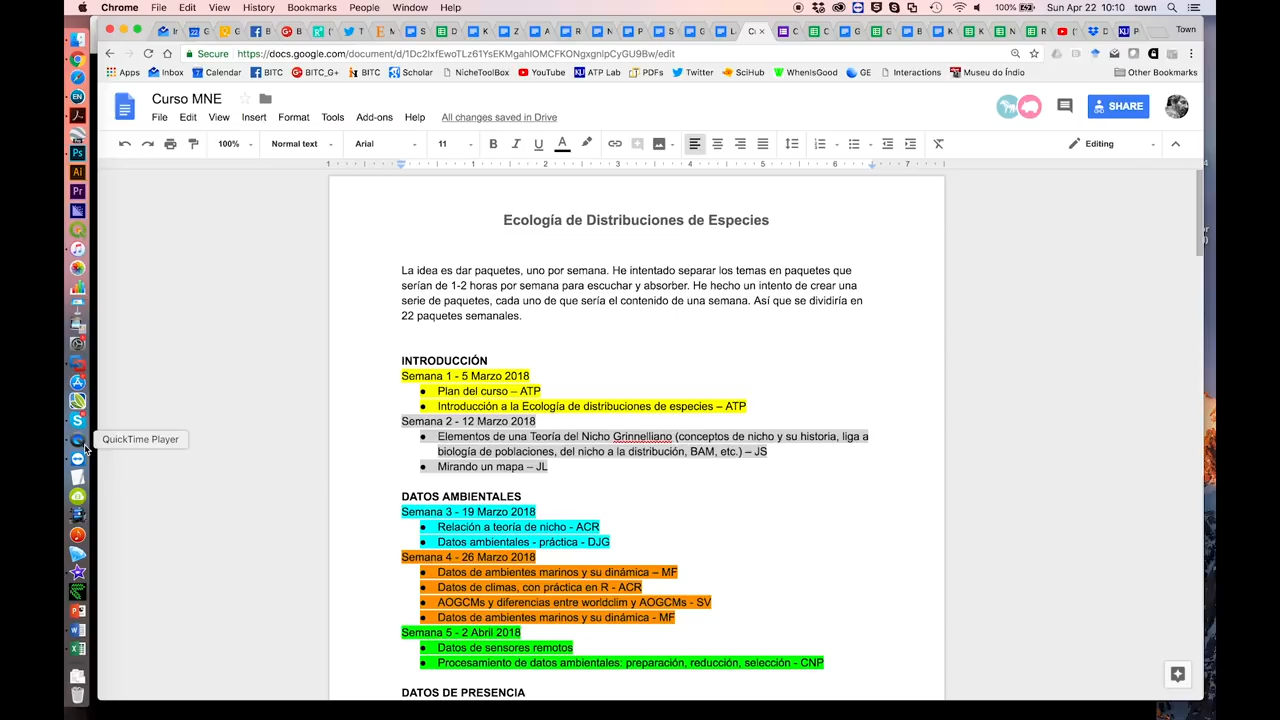 Chrome File Edit View History Bookmarks People Window Help 100% Sun Apr 22 10:10 town
Town
Secure https://docs.google.com/document/d/1Dc2IxfEwoTLz61YsEKMgahIOMCFKONgxgnlpCyGU9Bw/edit
Apps Inbox Calendar BITC BITC_G+ BITC Scholar NicheToolBox YouTube ATP Lab PDFs Twitter SciHub WhenIsGood GE Interactions Museu do Índio Other Bookmarks
Curso MNE
SHARE
File Edit View Insert Format Tools Add-ons Help All changes saved in Drive
100% Normal text Arial 11 Editing
1 1 2 3 4 5 6 7
Ecología de Distribuciones de Especies
La idea es dar paquetes, uno por semana. He intentado separar los temas en paquetes que
serían de 1-2 horas por semana para escuchar y absorber. He hecho un intento de crear una
serie de paquetes, cada uno de que sería el contenido de una semana. Así que se dividiría en
22 paquetes semanales.
INTRODUCCIÓN
Semana 1 - 5 Marzo 2018
● Plan del curso – ATP
● Introducción a la Ecología de distribuciones de especies – ATP
Semana 2 - 12 Marzo 2018
● Elementos de una Teoría del Nicho Grinnelliano (conceptos de nicho y su historia, liga a
QuickTime Player
biología de poblaciones, del nicho a la distribución, BAM, etc.) – JS
● Mirando un mapa – JL
DATOS AMBIENTALES
Semana 3 - 19 Marzo 2018
● Relación a teoría de nicho - ACR
● Datos ambientales - práctica - DJG
Semana 4 - 26 Marzo 2018
● Datos de ambientes marinos y su dinámica – MF
● Datos de climas, con práctica en R - ACR
● AOGCMs y diferencias entre worldclim y AOGCMs - SV
● Datos de ambientes marinos y su dinámica - MF
Semana 5 - 2 Abril 2018
● Datos de sensores remotos
● Procesamiento de datos ambientales: preparación, reducción, selección - CNP
DATOS DE PRESENCIA